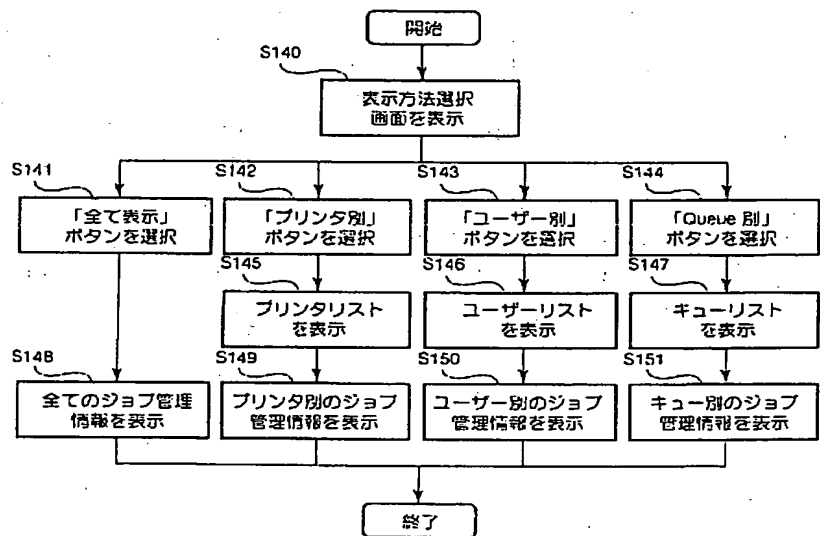 開始
S140
表示方法選択
画面を表示
S141
「全て表示」
ボタンを選択
S142
「プリンタ別」
ボタンを選択
S143
「ユーザー別」
ボタンを選択
S144
「Queue 別」
ボタンを選択
S145
プリンタリスト
を表示
S146
ユーザーリスト
を表示
S147
キューリスト
を表示
S148
全てのジョブ管理
情報を表示
S149
プリンタ別のジョブ
管理情報を表示
S150
ユーザー別のジョブ
管理情報を表示
S151
キュー別のジョブ
管理情報を表示
終了